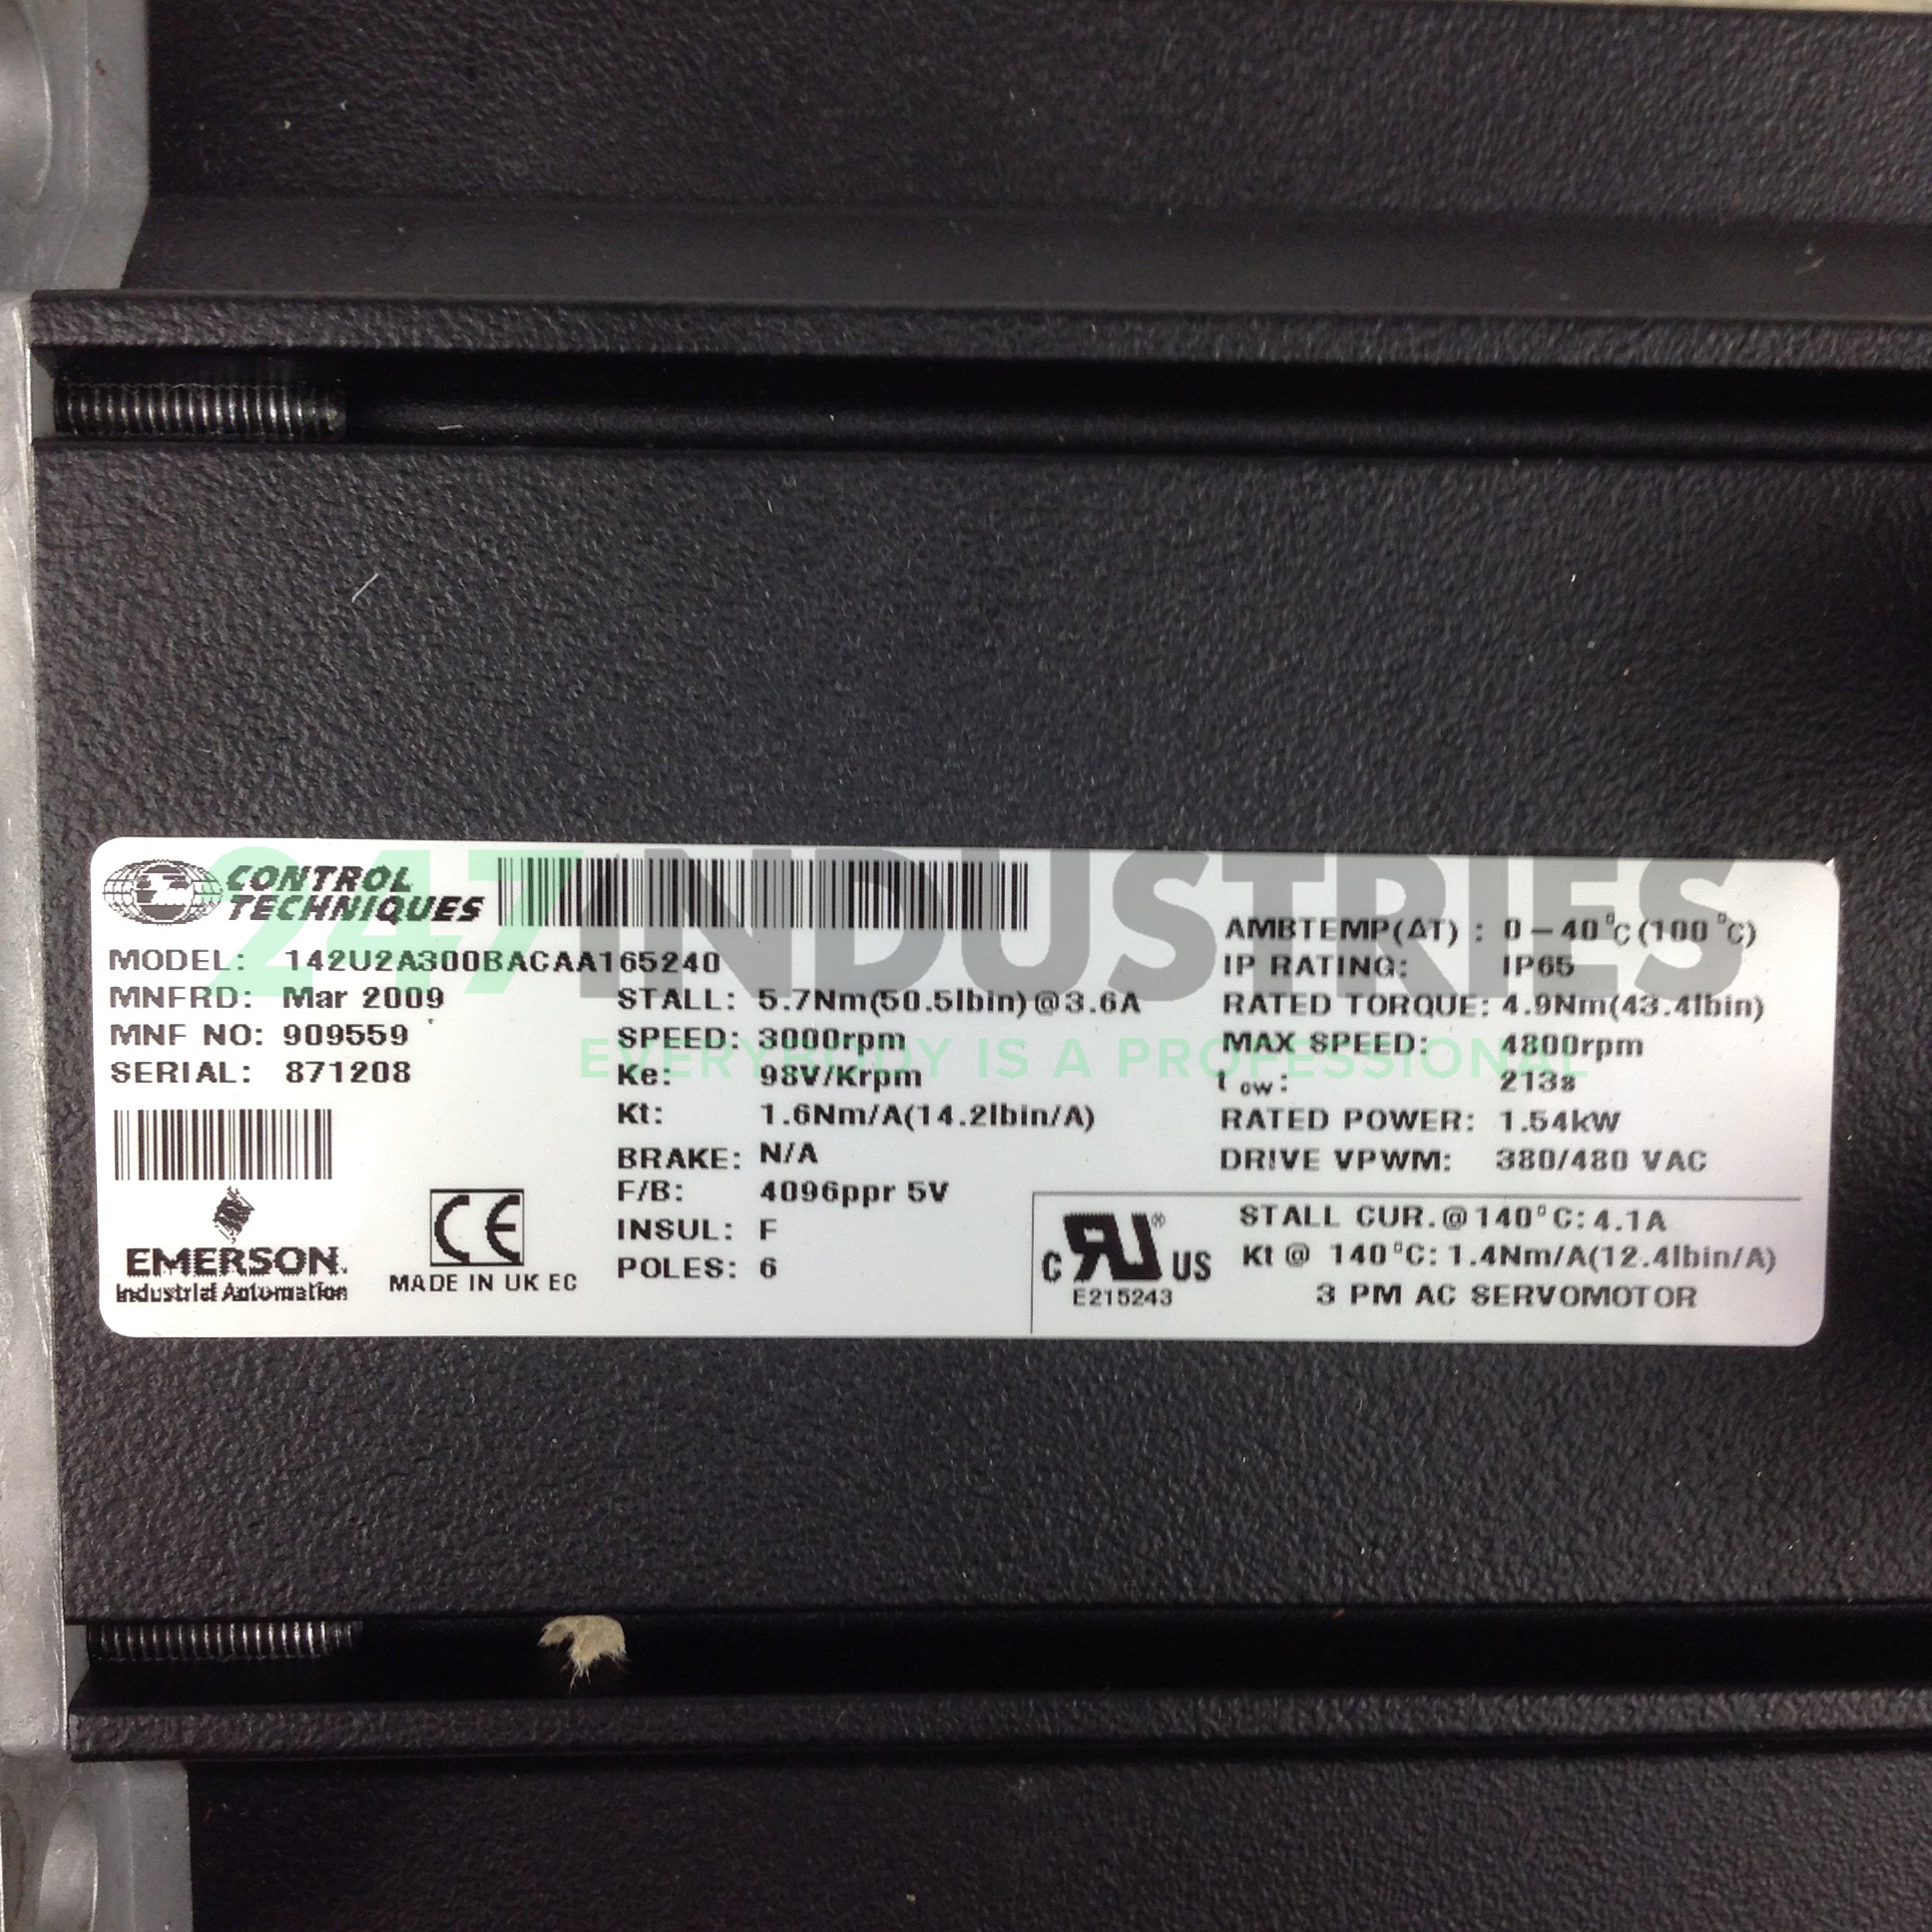 CONTROL
TECHNIQUES
MODEL: 142U2A300BACAA165240
MNFRD: Mar 2009
MNF NO: 909559
SERIAL: 871208
EMERSON.
Industrial Automation
CE
MADE IN UK EC
STALL: 5.7Nm(50.5lbin)@3.6A
SPEED: 3000rpm
Ke: 98V/Krpm
Kt: 1.6Nm/A(14.2lbin/A)
BRAKE: N/A
F/B: 4096ppr 5V
INSUL: F
POLES: 6
AMBTEMP(ΔT) : 0-40°C(100°C)
IP RATING: IP65
RATED TORQUE: 4.9Nm(43.4lbin)
MAX SPEED: 4800rpm
t cw: 213s
RATED POWER: 1.54kW
DRIVE VPWM: 380/480 VAC
C RU® US
E215243
STALL CUR.@140°C:4.1A
Kt@ 140°C: 1.4Nm/A(12.4lbin/A)
3 PM AC SERVOMOTOR
247INDUSTRIES
EVERYBODY IS A PROFESSIONAL